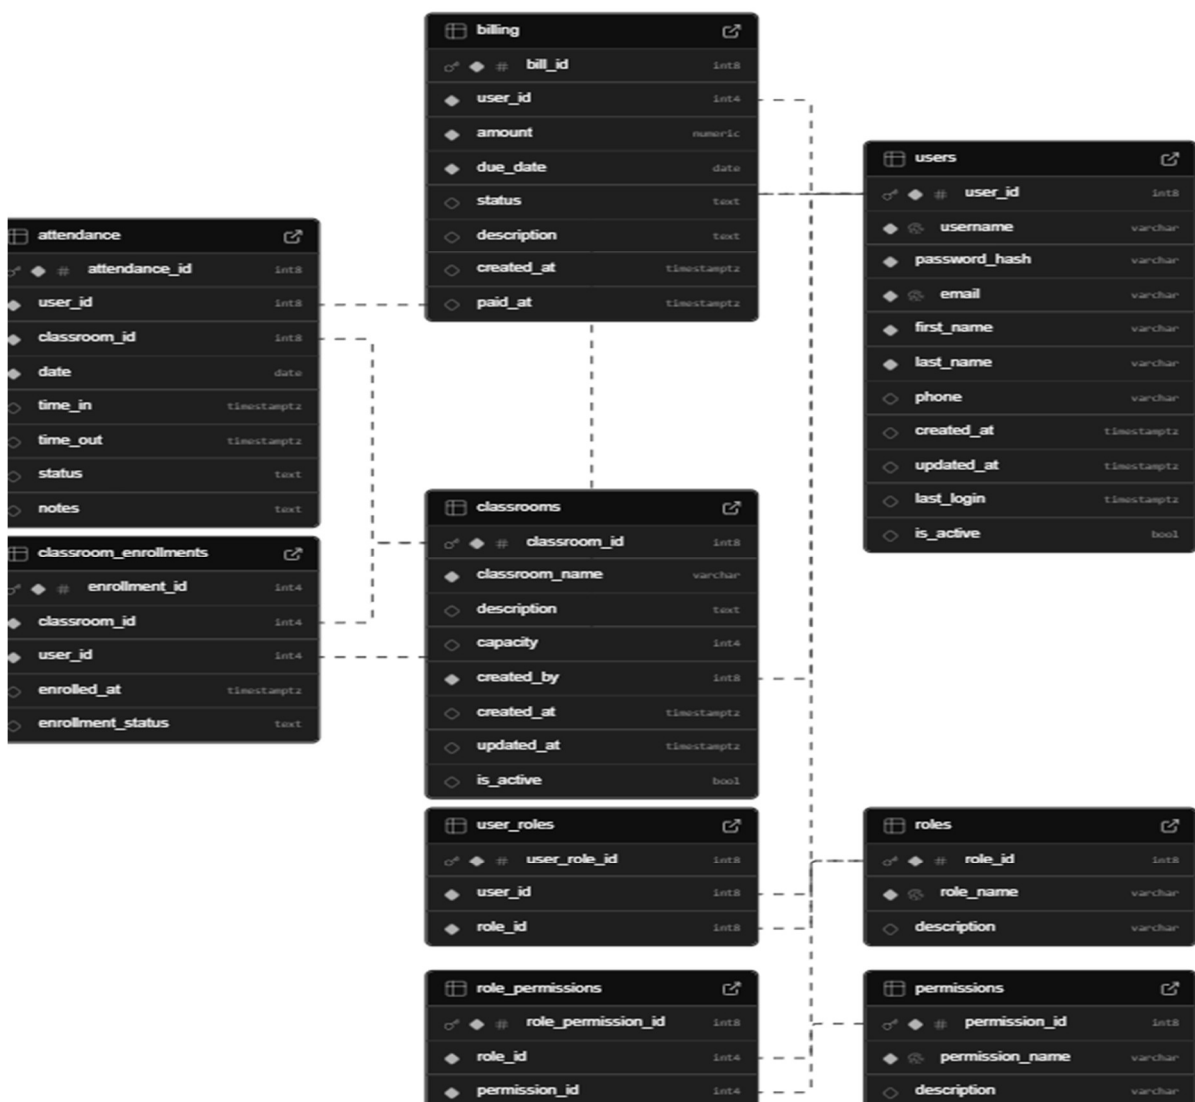 billing
bill_id int8
user_id int4
amount numeric
due_date date
status text
description text
created_at timestamptz
paid_at timestamptz
users
user_id int8
username varchar
password_hash varchar
email varchar
first_name varchar
last_name varchar
phone varchar
created_at timestamptz
updated_at timestamptz
last_login timestamptz
is_active bool
attendance
attendance_id int8
user_id int8
classroom_id int8
date date
time_in timestamptz
time_out timestamptz
status text
notes text
classroom_enrollments
enrollment_id int4
classroom_id int4
user_id int4
enrolled_at timestamptz
enrollment_status text
classrooms
classroom_id int8
classroom_name varchar
description text
capacity int4
created_by int8
created_at timestamptz
updated_at timestamptz
is_active bool
user_roles
user_role_id int8
user_id int8
role_id int8
roles
role_id int8
role_name varchar
description varchar
role_permissions
role_permission_id int8
role_id int4
permission_id int4
permissions
permission_id int8
permission_name varchar
description varchar